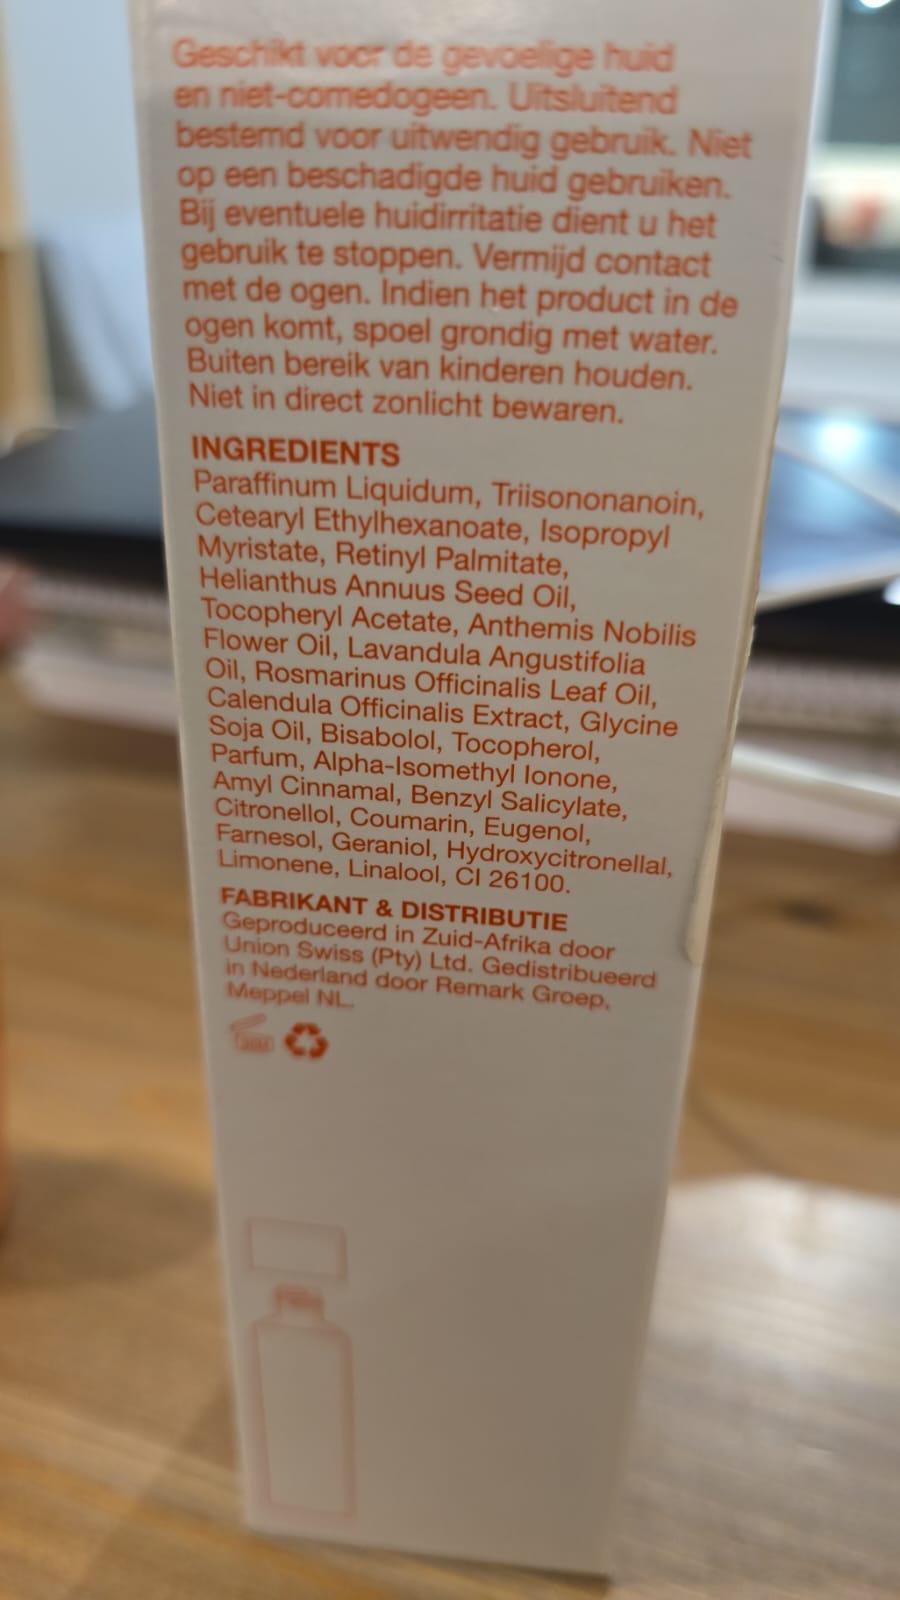 Geschikt voor de gevoelige huid
en niet-comedogeen. Uitsluitend
bestemd voor uitwendig gebruik. Niet
op een beschadigde huid gebruiken.
Bij eventuele huidirritatie dient u het
gebruik te stoppen. Vermijd contact
met de ogen. Indien het product in de
ogen komt, spoel grondig met water.
Buiten bereik van kinderen houden.
Niet in direct zonlicht bewaren.
INGREDIENTS
Paraffinum Liquidum, Triisononanoin,
Cetearyl Ethylhexanoate, Isopropyl
Myristate, Retinyl Palmitate,
Helianthus Annuus Seed Oil,
Tocopheryl Acetate, Anthemis Nobilis
Flower Oil, Lavandula Angustifolia
Oil, Rosmarinus Officinalis Leaf Oil,
Calendula Officinalis Extract, Glycine
Soja Oil, Bisabolol, Tocopherol,
Parfum, Alpha-Isomethyl Ionone,
Amyl Cinnamal, Benzyl Salicylate,
Citronellol, Coumarin, Eugenol,
Farnesol, Geraniol, Hydroxycitronellal,
Limonene, Linalool, CI 26100.
FABRIKANT & DISTRIBUTIE
Geproduceerd in Zuid-Afrika door
Union Swiss (Pty) Ltd. Gedistribueerd
in Nederland door Remark Groep,
Meppel NL.